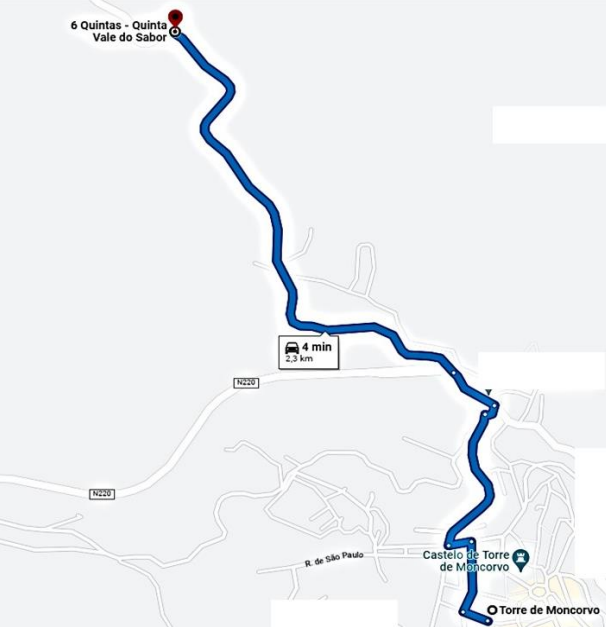 6 Quintas - Quinta
Vale do Sabor
4 min
2,3 km
N220
N220
R. de São Paulo
Castelo de Torre
de Moncorvo
Torre de Moncorvo